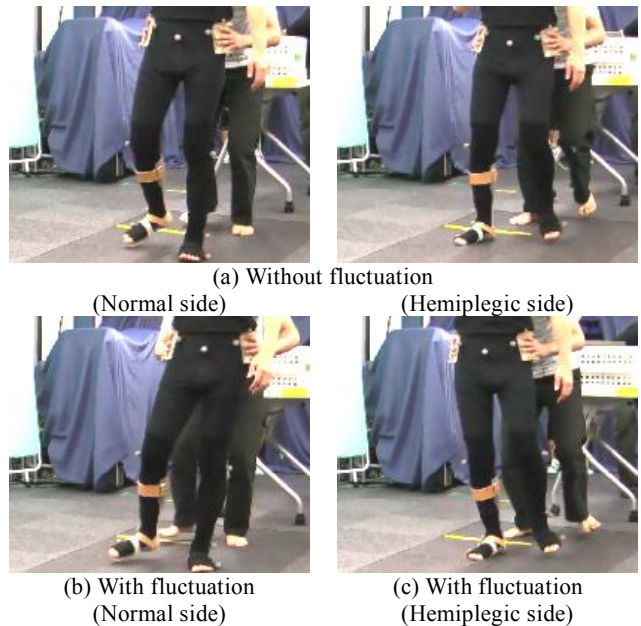 (a) Without fluctuation
(Normal side) (Hemiplegic side)
(b) With fluctuation (c) With fluctuation
(Normal side) (Hemiplegic side)